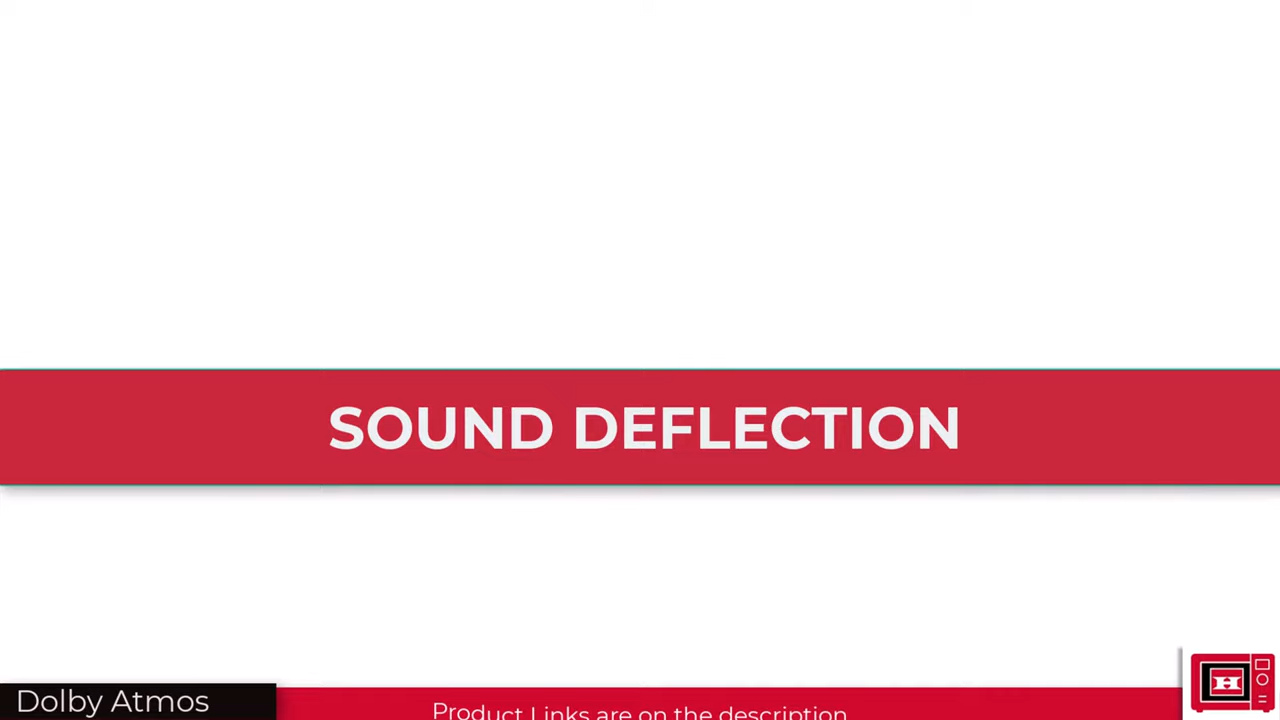 SOUND DEFLECTION
Dolby Atmos
Product Links are on the description
H